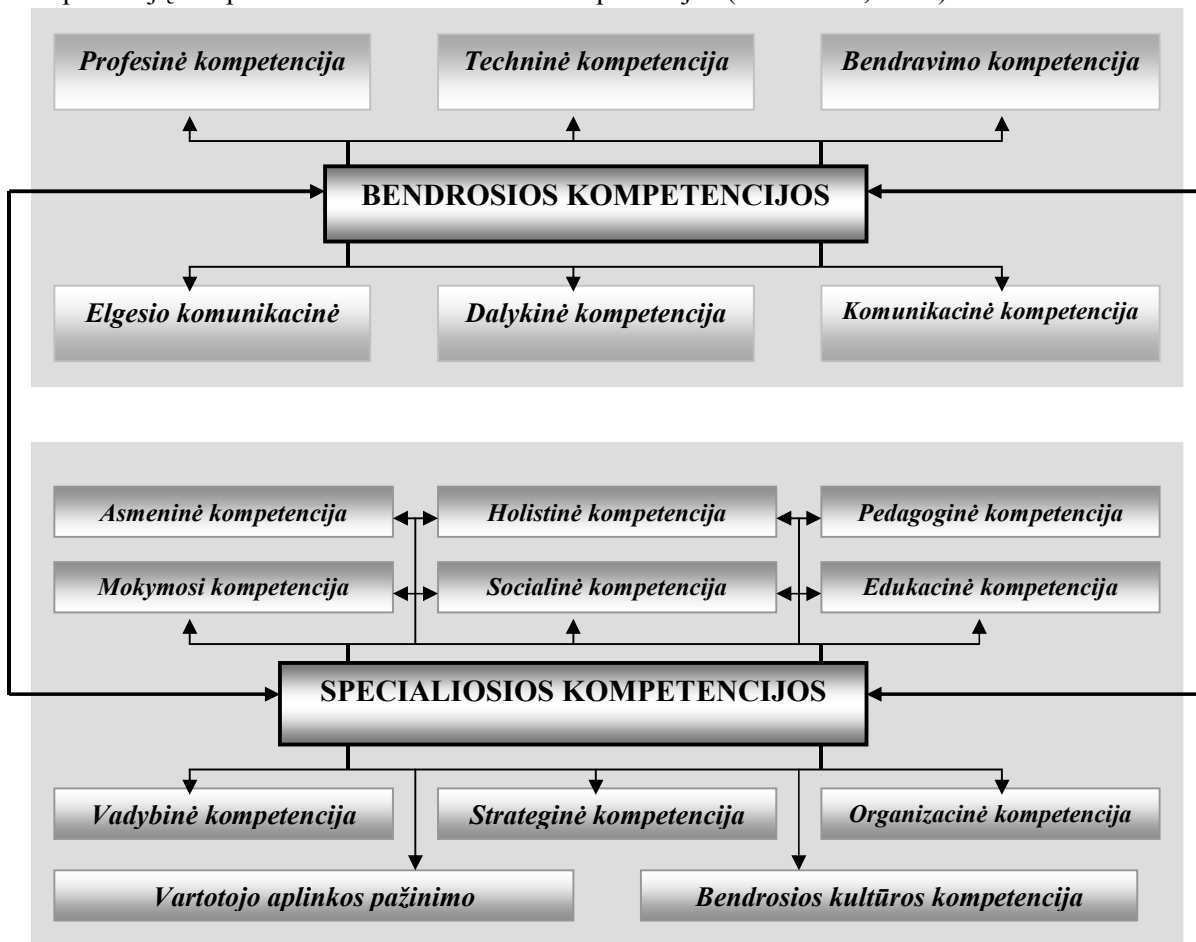 Profesinė kompetencija
Techninė kompetencija
Bendravimo kompetencija
BENDROSIOS KOMPETENCIJOS
Elgesio komunikacinė
Dalykinė kompetencija
Komunikacinė kompetencija
Asmeninė kompetencija
Holistinė kompetencija
Pedagoginė kompetencija
Mokymosi kompetencija
Socialinė kompetencija
Edukacinė kompetencija
SPECIALIOSIOS KOMPETENCIJOS
Vadybinė kompetencija
Strateginė kompetencija
Organizacinė kompetencija
Vartotojo aplinkos pažinimo
Bendrosios kultūros kompetencija